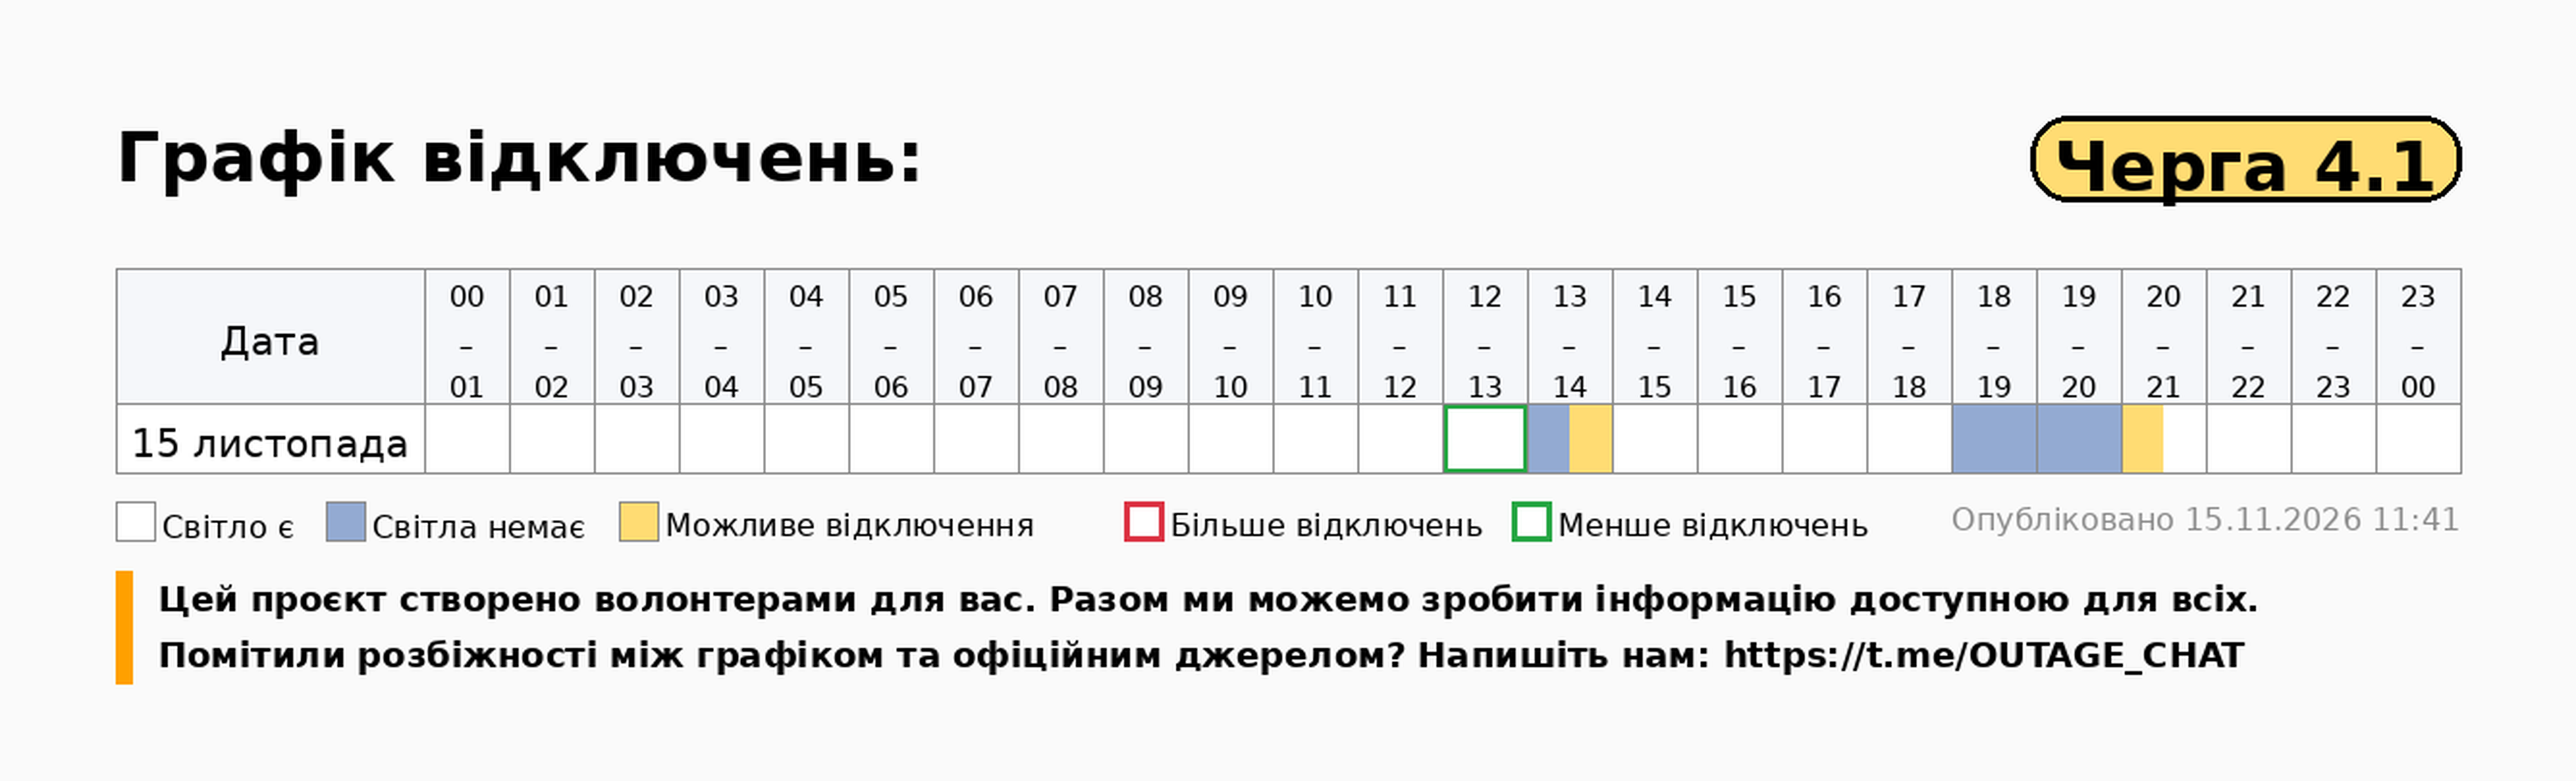 Графік відключень:
Черга 4.1
Дата 00 – 01 01 – 02 02 – 03 03 – 04 04 – 05 05 – 06 06 – 07 07 – 08 08 – 09 09 – 10 10 – 11 11 – 12 12 – 13 13 – 14 14 – 15 15 – 16 16 – 17 17 – 18 18 – 19 19 – 20 20 – 21 21 – 22 22 – 23 23 – 00
15 листопада
Світло є Світла немає Можливе відключення Більше відключень Менше відключень Опубліковано 15.11.2026 11:41
Цей проєкт створено волонтерами для вас. Разом ми можемо зробити інформацію доступною для всіх.
Помітили розбіжності між графіком та офіційним джерелом? Напишіть нам: https://t.me/OUTAGE_CHAT